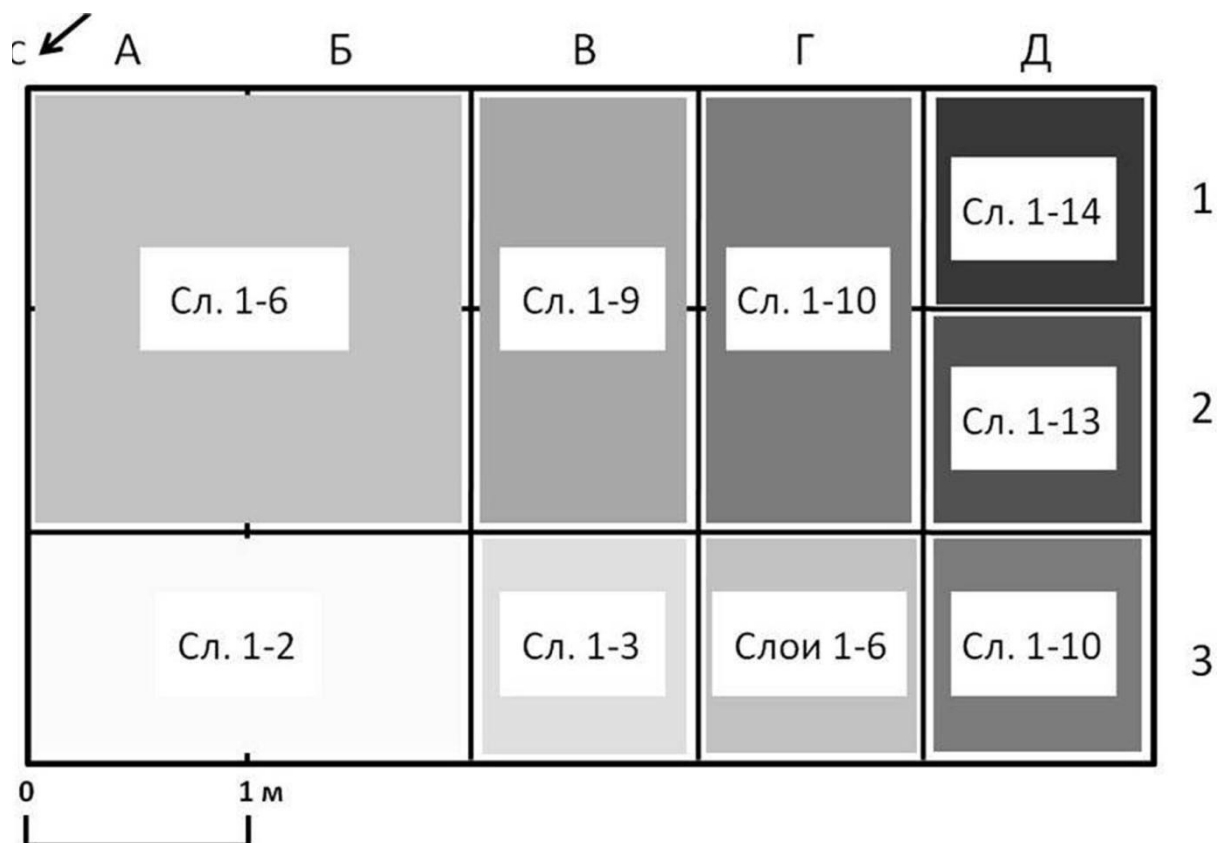 С А Б В Г Д
Сл. 1-14 1
Сл. 1-6 Сл. 1-9 Сл. 1-10
Сл. 1-13 2
Сл. 1-2 Сл. 1-3 Слои 1-6 Сл. 1-10 3
0 1 м